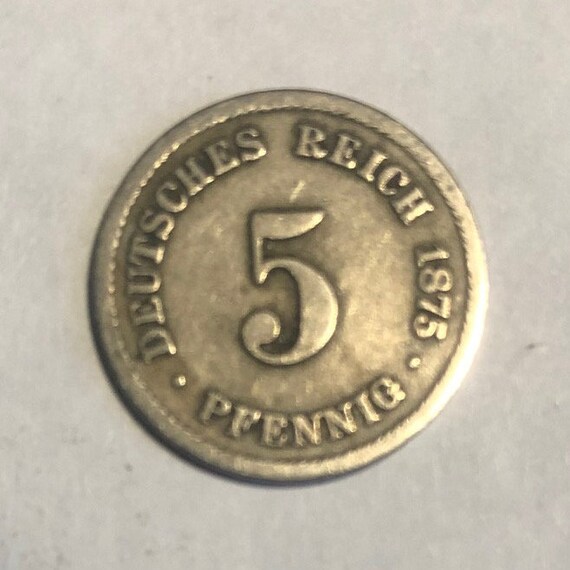 DEUTSCHES REICH 1875
5
· PFENNIG ·